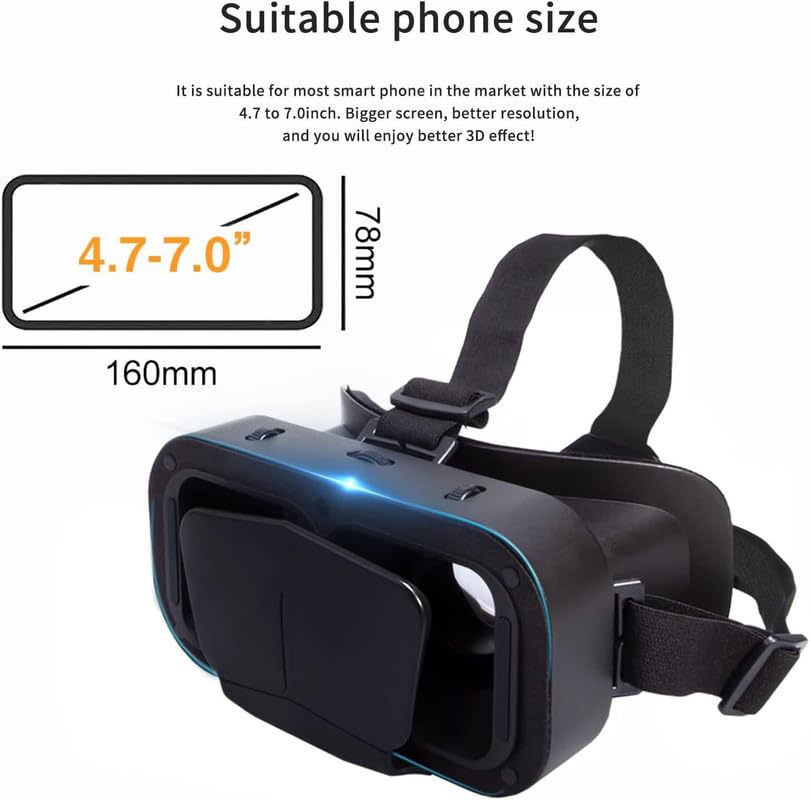 Suitable phone size
It is suitable for most smart phone in the market with the size of
4.7 to 7.0inch. Bigger screen, better resolution,
and you will enjoy better 3D effect!
4.7-7.0”
78mm
160mm